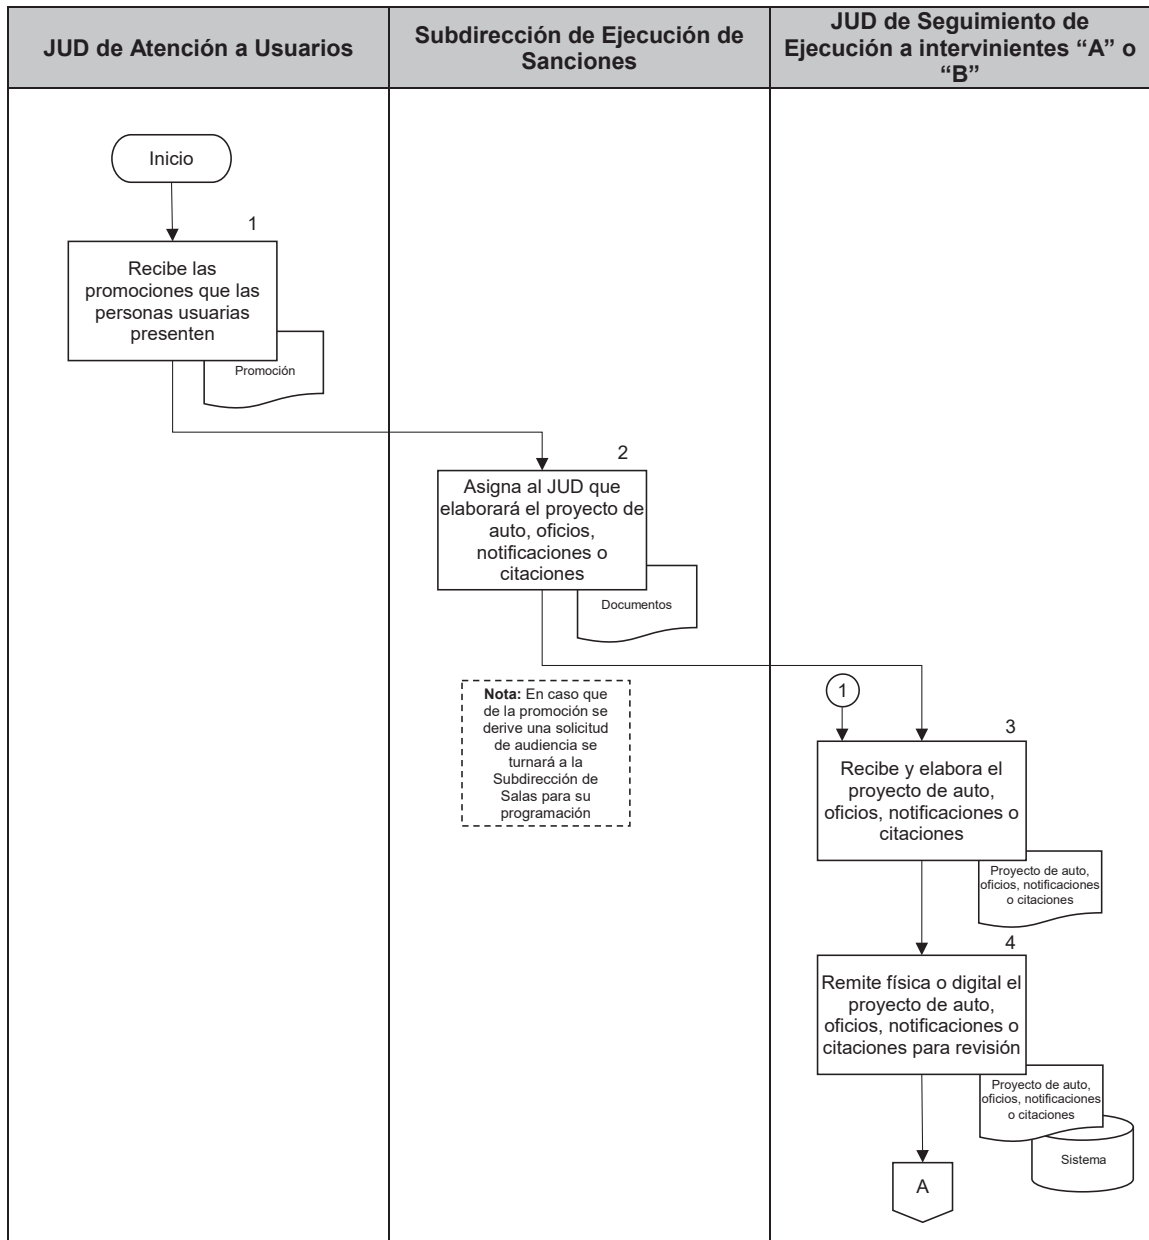 JUD de Atención a Usuarios
Subdirección de Ejecución de
Sanciones
JUD de Seguimiento de
Ejecución a intervinientes “A” o
“B”
Inicio
1
Recibe las
promociones que las
personas usuarias
presenten
Promoción
2
Asigna al JUD que
elaborará el proyecto de
auto, oficios,
notificaciones o
citaciones
Documentos
Nota: En caso que
de la promoción se
derive una solicitud
de audiencia se
turnará a la
Subdirección de
Salas para su
programación
1
3
Recibe y elabora el
proyecto de auto,
oficios, notificaciones o
citaciones
Proyecto de auto,
oficios, notificaciones
o citaciones
4
Remite física o digital el
proyecto de auto,
oficios, notificaciones o
citaciones para revisión
Proyecto de auto,
oficios, notificaciones
o citaciones
Sistema
A